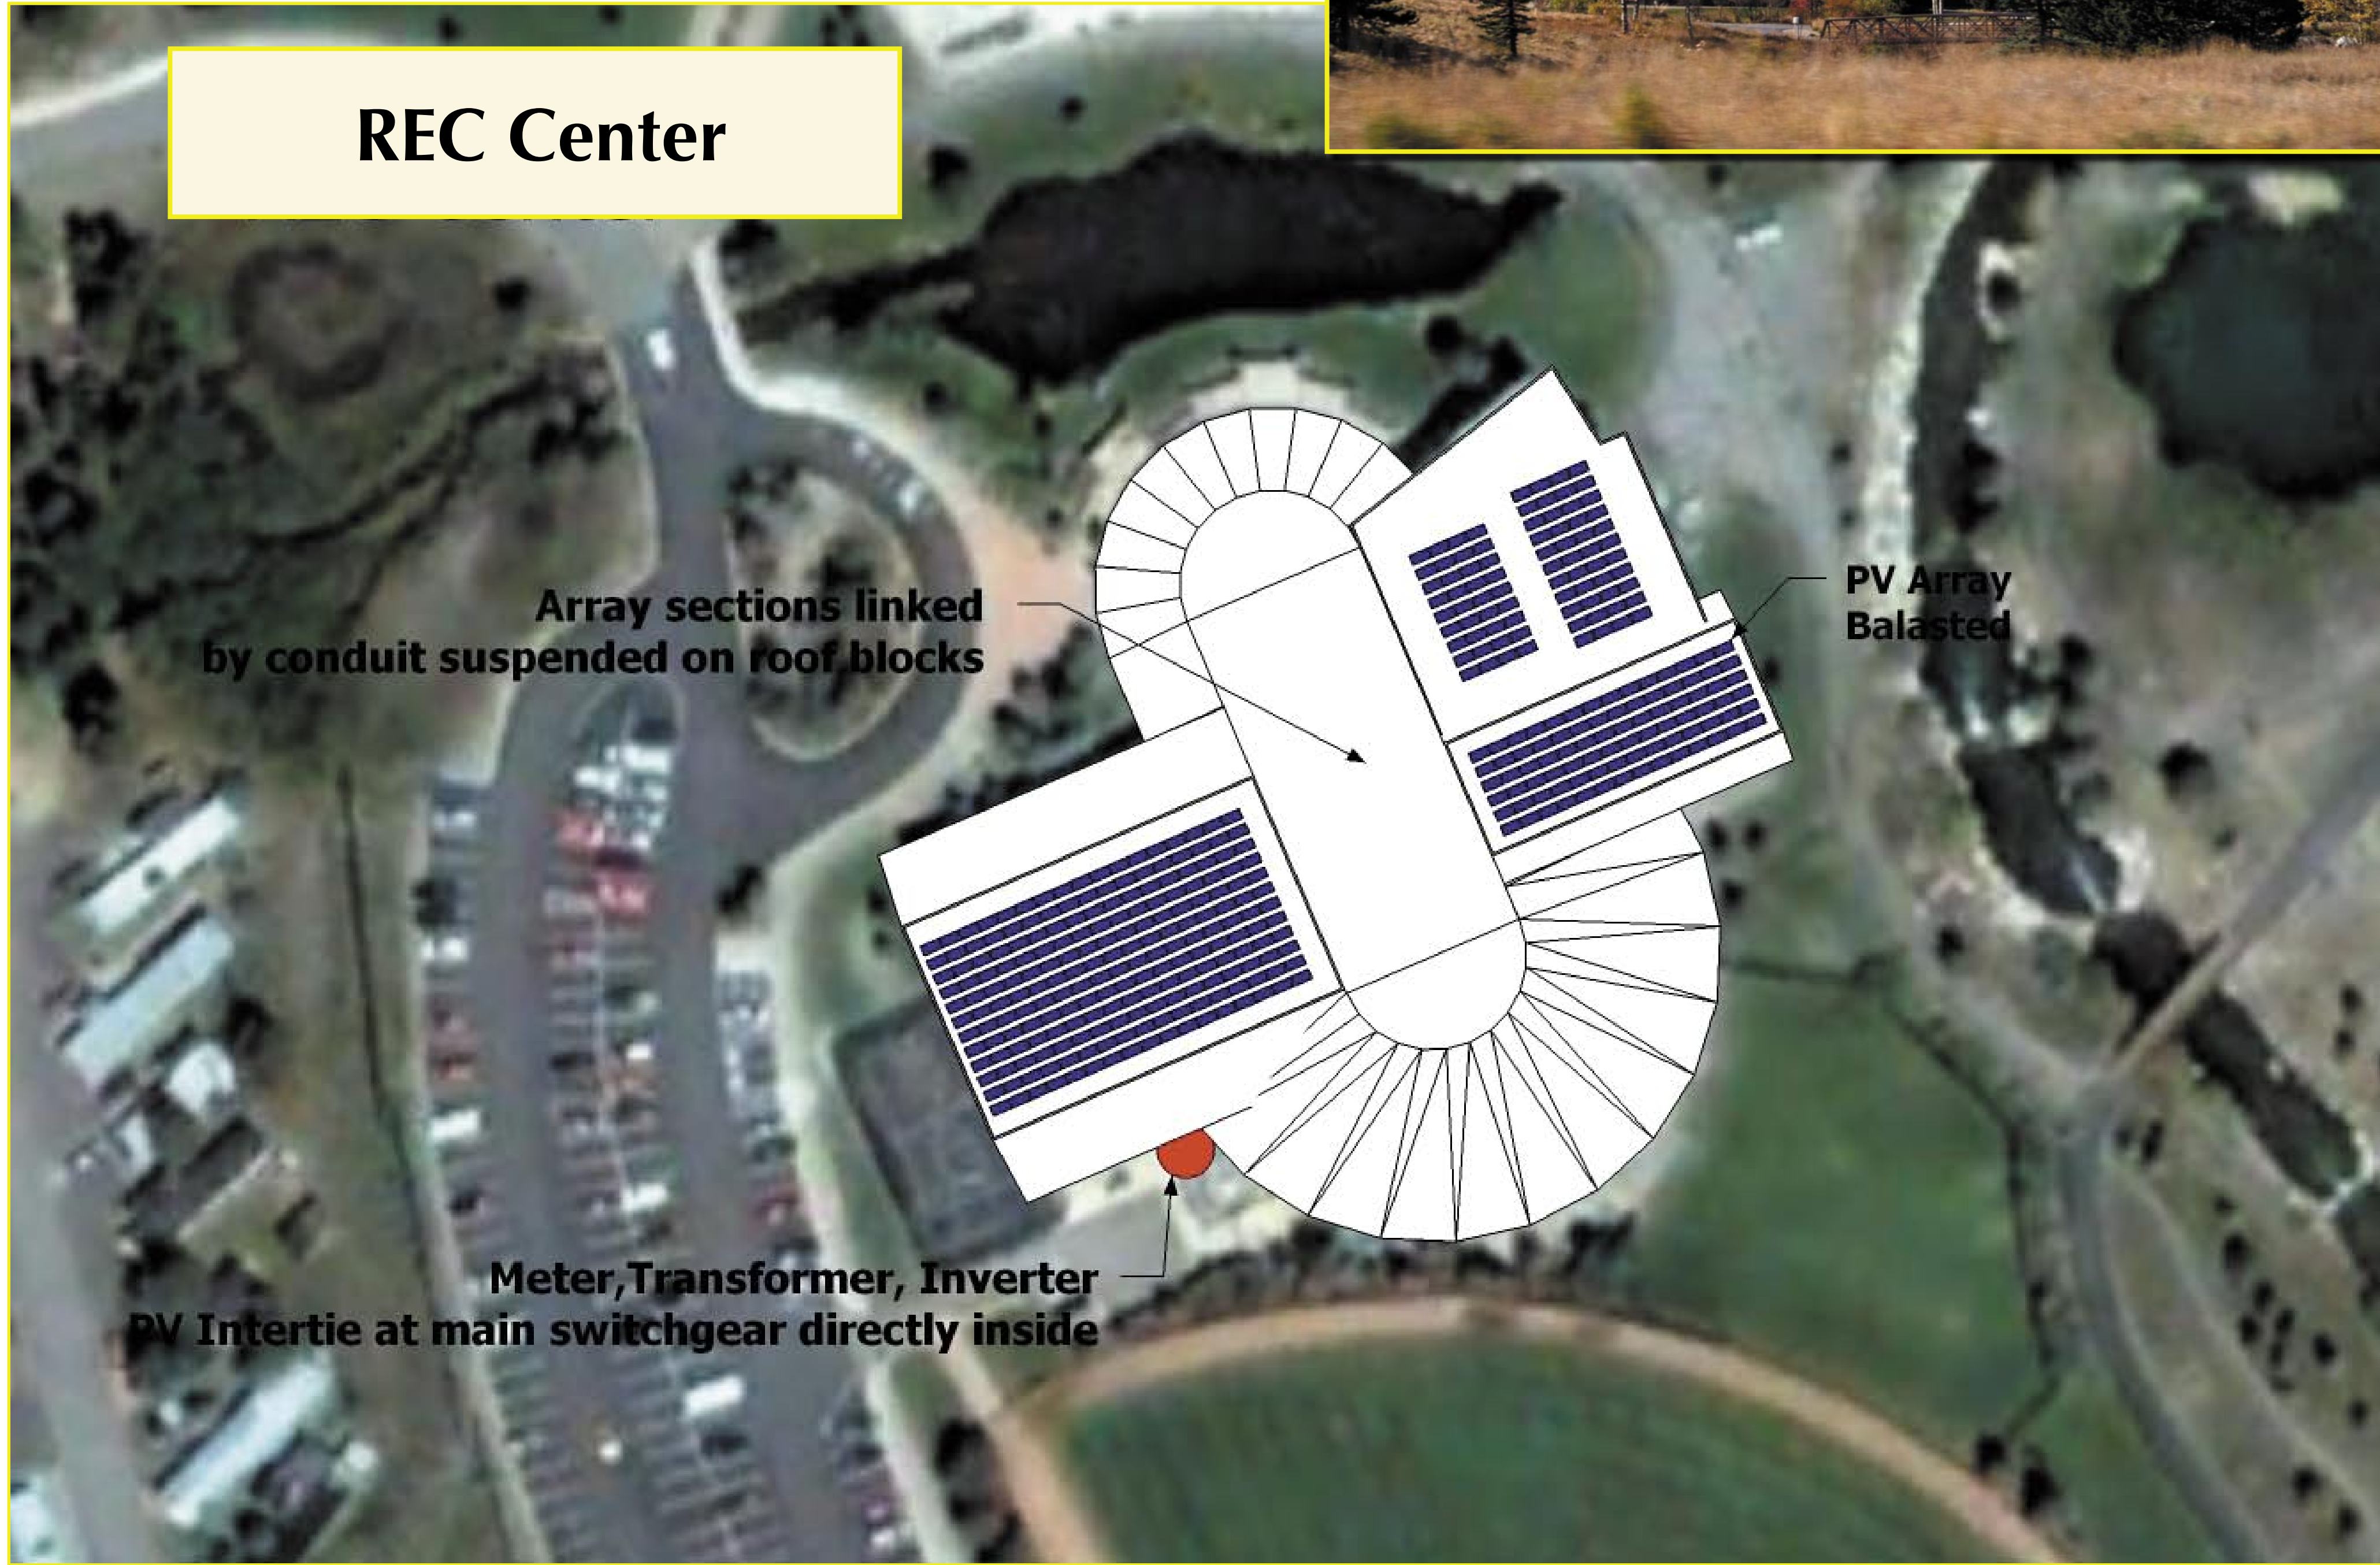 REC Center
Array sections linked
by conduit suspended on roof blocks
PV Array
Balasted
Meter,Transformer, Inverter
PV Intertie at main switchgear directly inside